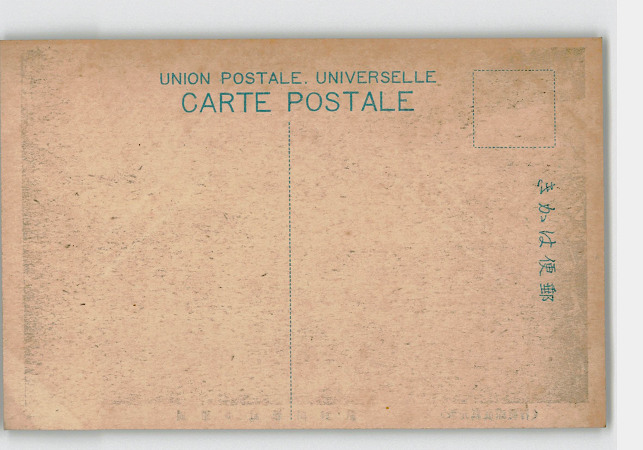 UNION POSTALE. UNIVERSELLE
CARTE POSTALE
郵便はかき